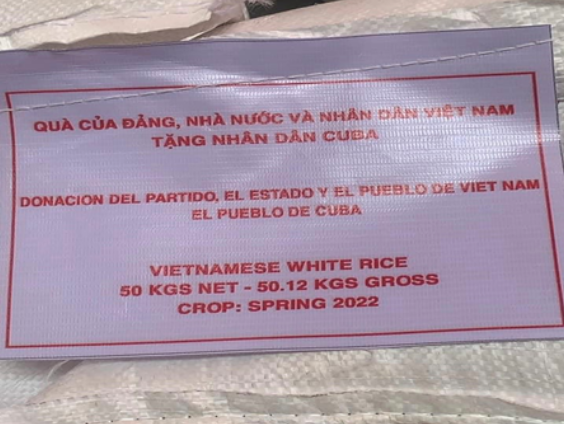 QUÀ CỦA ĐẢNG, NHÀ NƯỚC VÀ NHÂN DÂN VIỆT NAM
TẶNG NHÂN DÂN CUBA
DONACION DEL PARTIDO, EL ESTADO Y EL PUEBLO DE VIET NAM
EL PUEBLO DE CUBA
VIETNAMESE WHITE RICE
50 KGS NET - 50.12 KGS GROSS
CROP: SPRING 2022